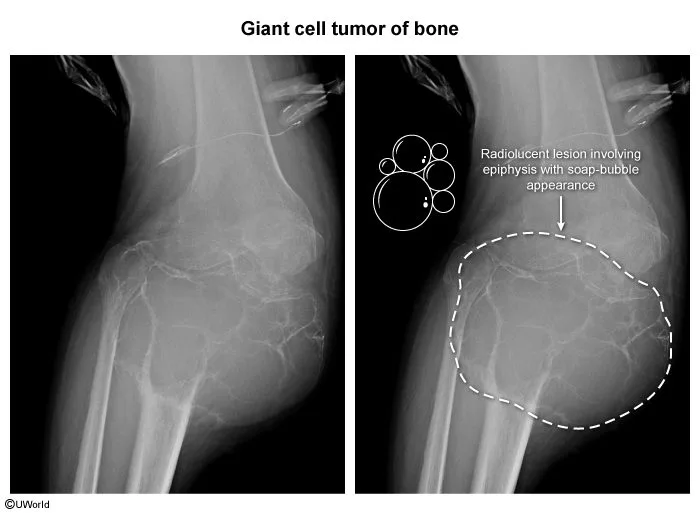 Giant cell tumor of bone
Radiolucent lesion involving
epiphysis with soap-bubble
appearance
©UWorld